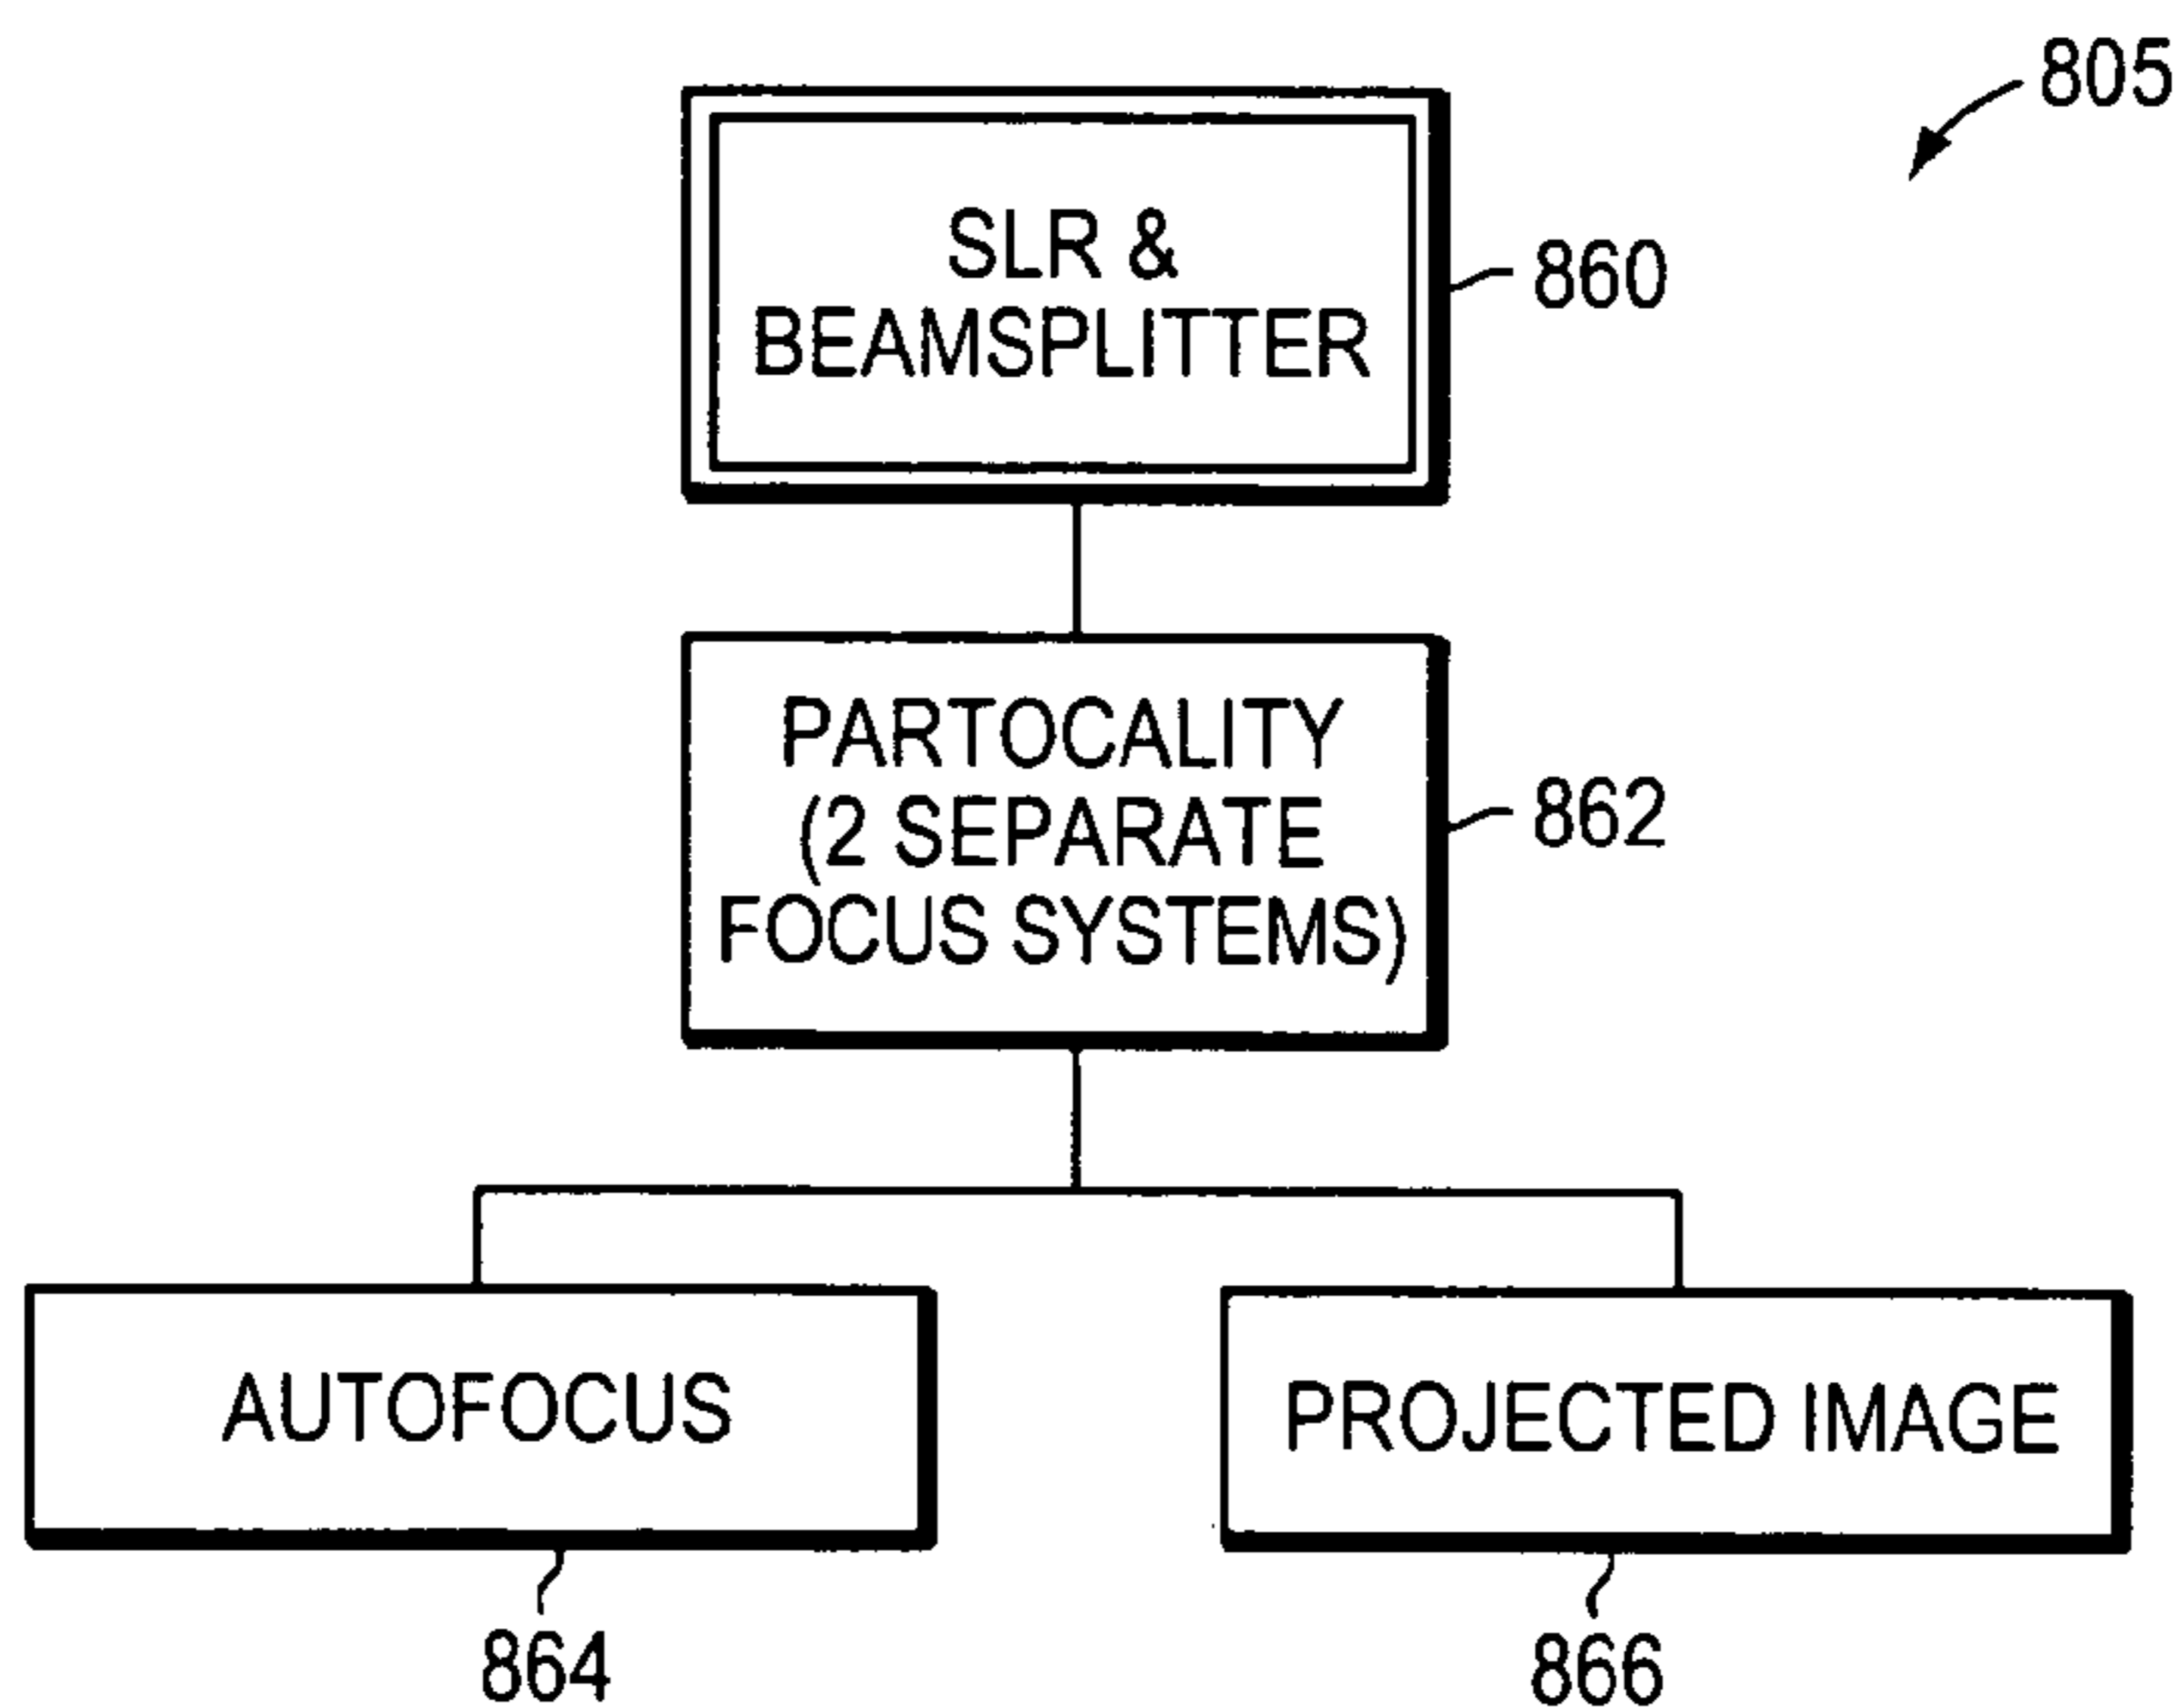 805
SLR &
BEAMSPLITTER
860
PARTOCALITY
(2 SEPARATE
FOCUS SYSTEMS)
862
AUTOFOCUS
PROJECTED IMAGE
864
866